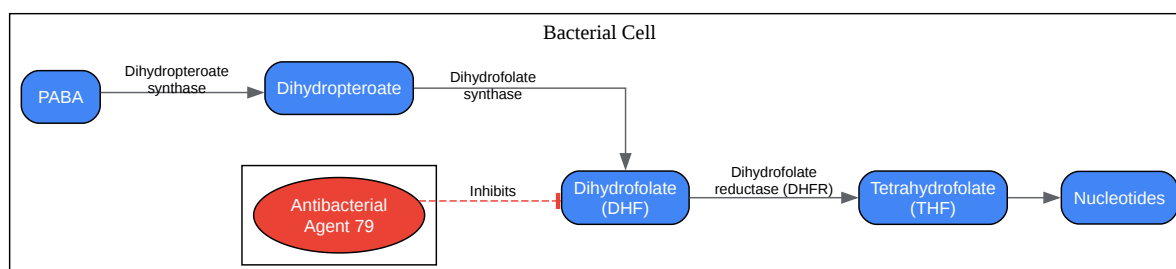 Bacterial Cell
PABA
Dihydropteroate
synthase
Dihydropteroate
Dihydrofolate
synthase
Antibacterial
Agent 79
Inhibits
Dihydrofolate
(DHF)
Dihydrofolate
reductase (DHFR)
Tetrahydrofolate
(THF)
Nucleotides